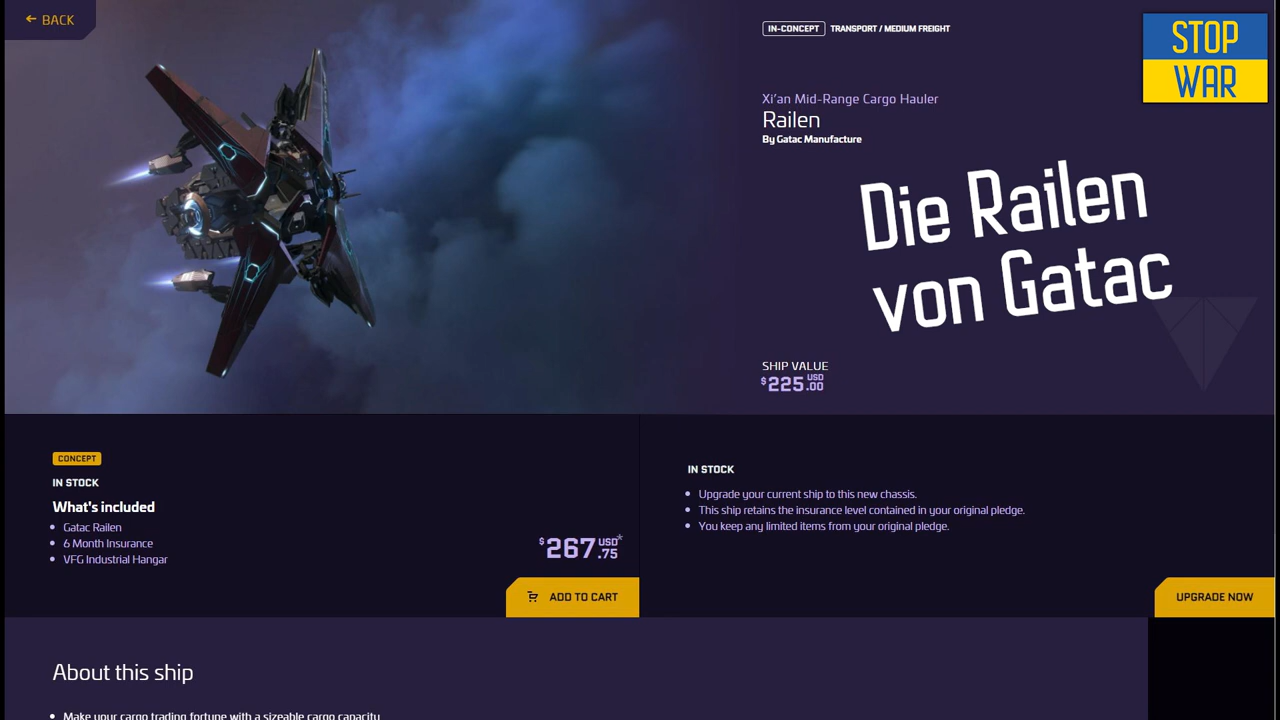 BACK
IN-CONCEPT TRANSPORT / MEDIUM FREIGHT
STOP
WAR
Xi'an Mid-Range Cargo Hauler
Railen
By Gatac Manufacture
Die Railen
von Gatac
SHIP VALUE
$225.00 USD
CONCEPT
IN STOCK
What's included
Gatac Railen
6 Month Insurance
VFG Industrial Hangar
$267.75 USD*
ADD TO CART
IN STOCK
Upgrade your current ship to this new chassis.
This ship retains the insurance level contained in your original pledge.
You keep any limited items from your original pledge.
UPGRADE NOW
About this ship
Make your cargo trading fortune with a sizeable cargo capacity